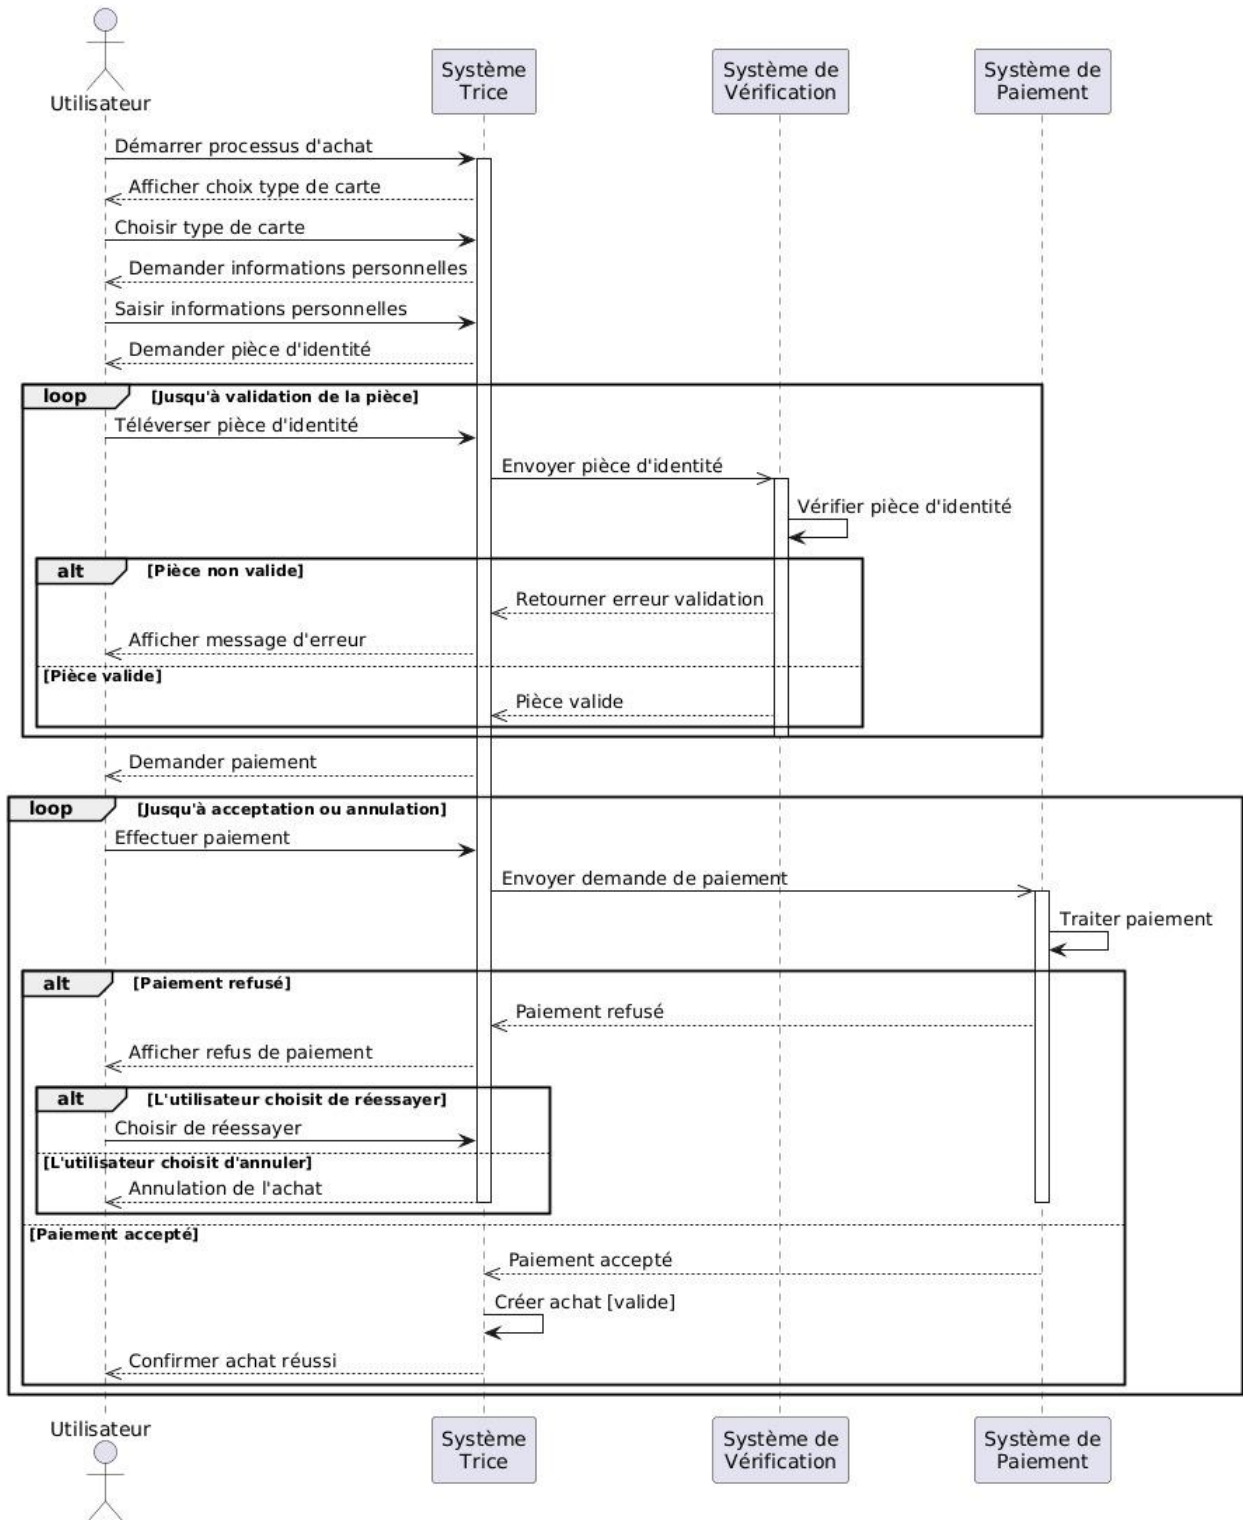 Utilisateur
Système
Trice
Système de
Vérification
Système de
Paiement
Démarrer processus d'achat
Afficher choix type de carte
Choisir type de carte
Demander informations personnelles
Saisir informations personnelles
Demander pièce d'identité
loop [Jusqu'à validation de la pièce]
Téléverser pièce d'identité
Envoyer pièce d'identité
Vérifier pièce d'identité
alt [Pièce non valide]
Retourner erreur validation
Afficher message d'erreur
[Pièce valide]
Pièce valide
Demander paiement
loop [Jusqu'à acceptation ou annulation]
Effectuer paiement
Envoyer demande de paiement
Traiter paiement
alt [Paiement refusé]
Paiement refusé
Afficher refus de paiement
alt [L'utilisateur choisit de réessayer]
Choisir de réessayer
[L'utilisateur choisit d'annuler]
Annulation de l'achat
[Paiement accepté]
Paiement accepté
Créer achat [valide]
Confirmer achat réussi
Utilisateur
Système
Trice
Système de
Vérification
Système de
Paiement